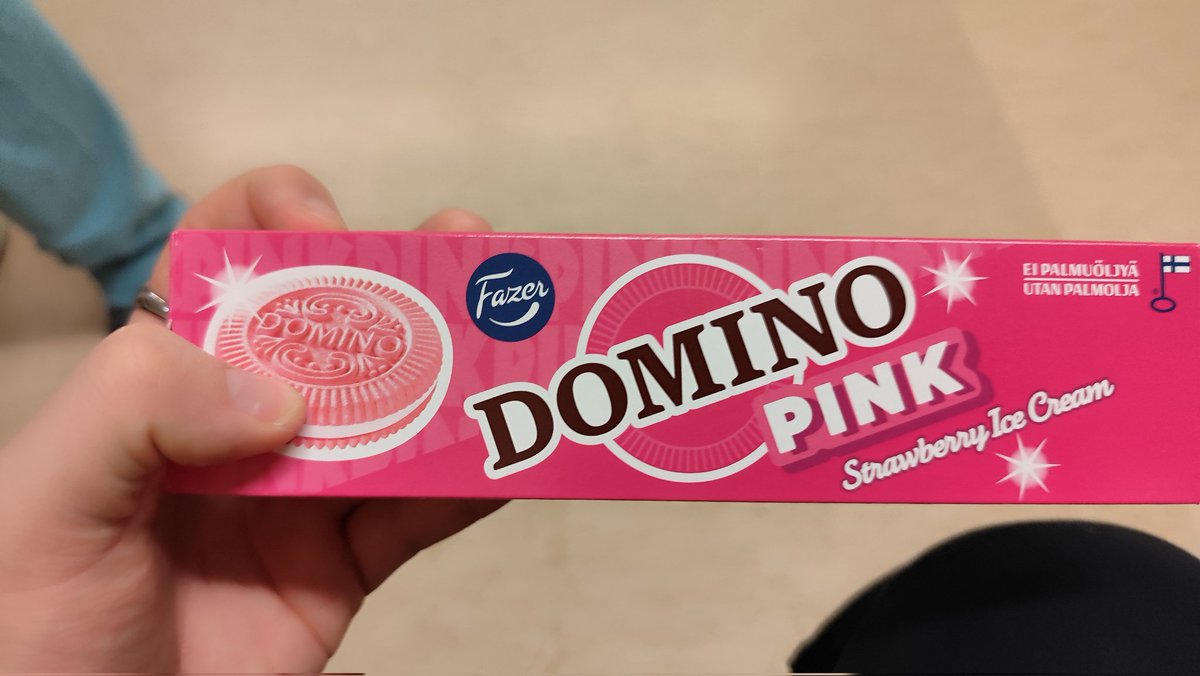 Fazer
DOMINO
DOMINO
PINK
Strawberry Ice Cream
EI PALMUÖLJYÄ
UTAN PALMOLJA